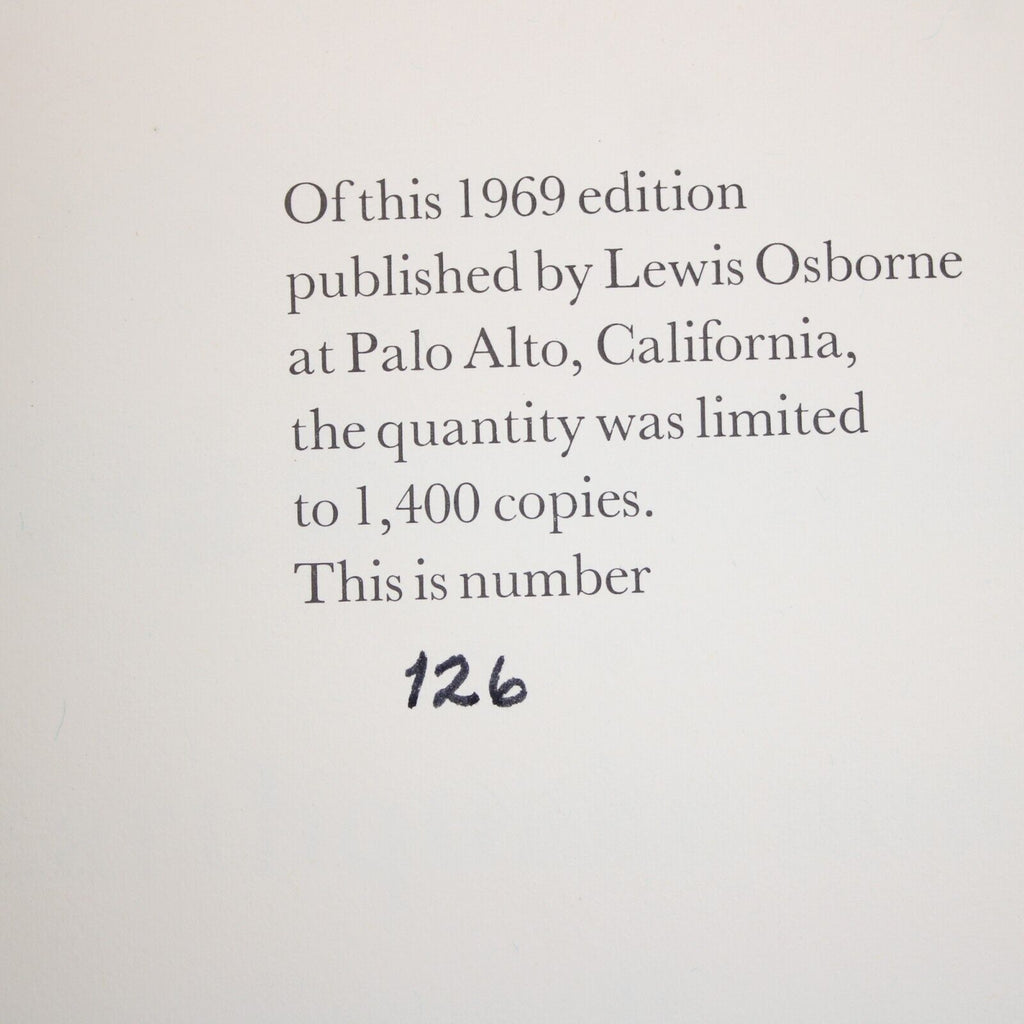 Of this 1969 edition
published by Lewis Osborne
at Palo Alto, California,
the quantity was limited
to 1,400 copies.
This is number
126